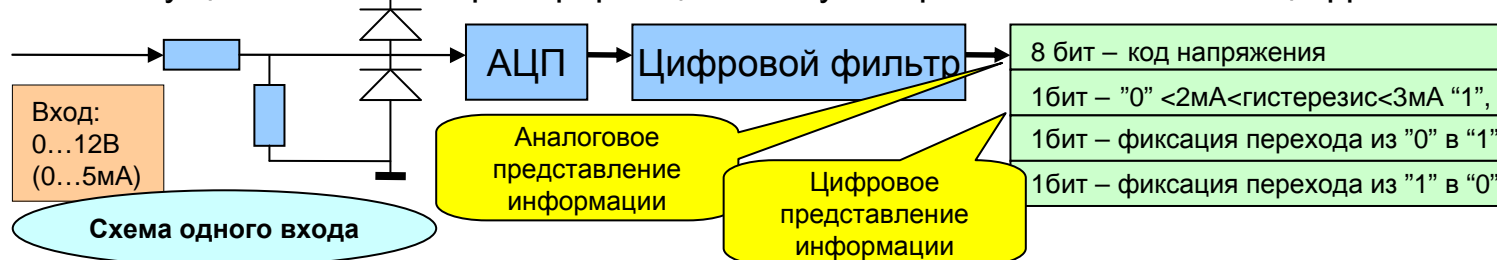 АЦП
Цифровой фильтр
8 бит – код напряжения
1бит – ”0” <2мА<гистерезис<3мА “1”,
1бит – фиксация перехода из ”0” в “1”
1бит – фиксация перехода из ”1” в “0”
Вход:
0…12В
(0…5мА)
Аналоговое
представление
информации
Цифровое
представление
информации
Схема одного входа